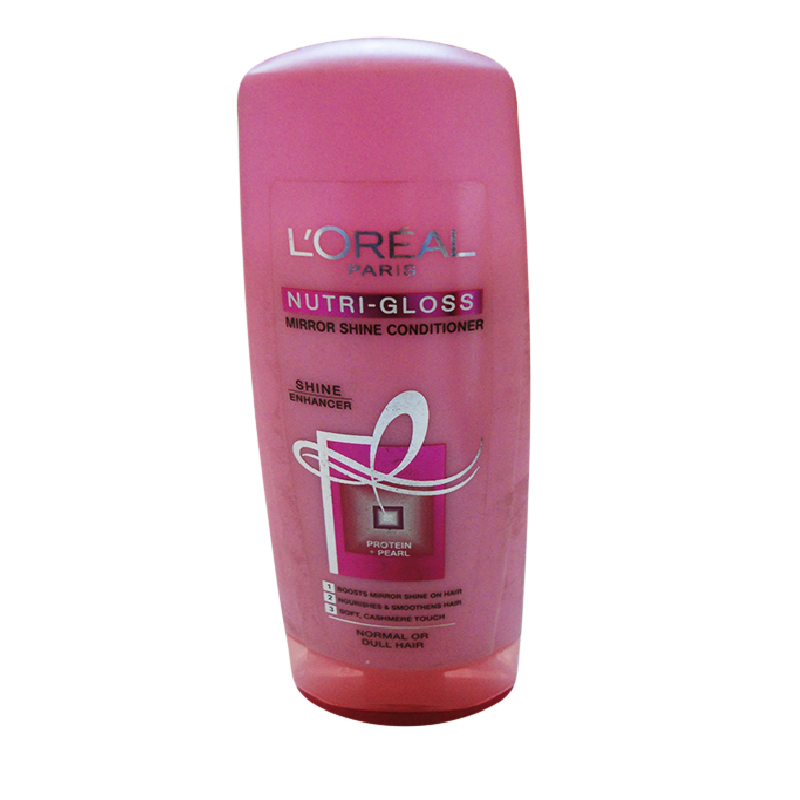 L'ORÉAL
PARIS
NUTRI-GLOSS
MIRROR SHINE CONDITIONER
SHINE
ENHANCER
PROTEIN
+ PEARL
1 BOOSTS MIRROR SHINE ON HAIR
2 NOURISHES & SMOOTHENS HAIR
3 SOFT, CASHMERE TOUCH
NORMAL OR
DULL HAIR